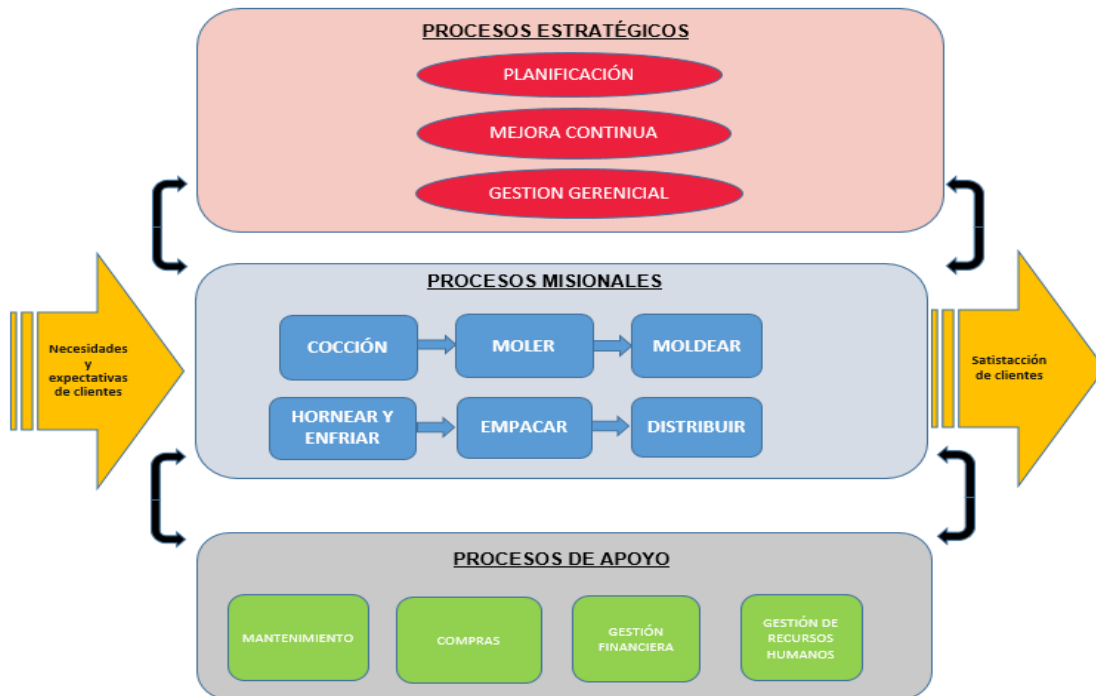 PROCESOS ESTRATÉGICOS
PLANIFICACIÓN
MEJORA CONTINUA
GESTION GERENICIAL
PROCESOS MISIONALES
COCCIÓN
MOLER
MOLDEAR
HORNEAR Y
ENFRIAR
EMPACAR
DISTRIBUIR
Necesidades
y
expectativas
de clientes
Satistacción
de clientes
PROCESOS DE APOYO
MANTENIMIENTO
COMPRAS
GESTIÓN
FINANCIERA
GESTIÓN DE
RECURSOS
HUMANOS